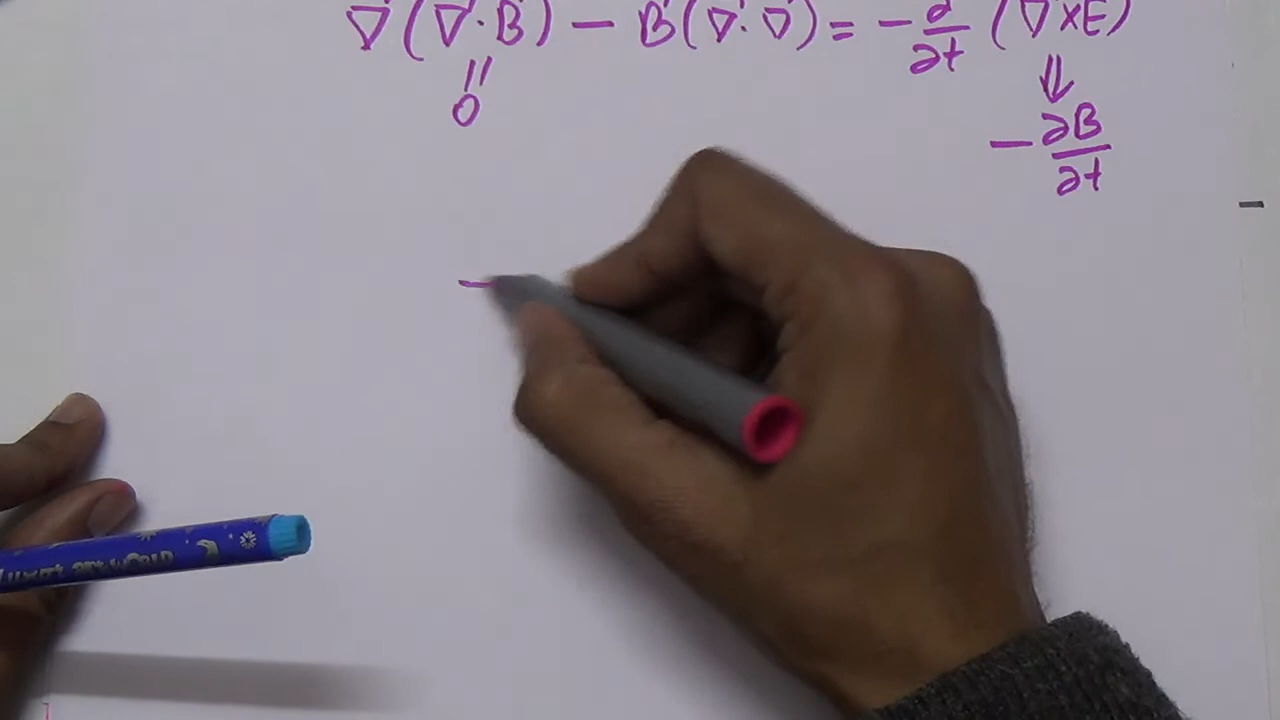 ∇(∇·B) − B(∇·∇) = − ∂/∂t (∇×E)
|| ⇓
0 − ∂B/∂t